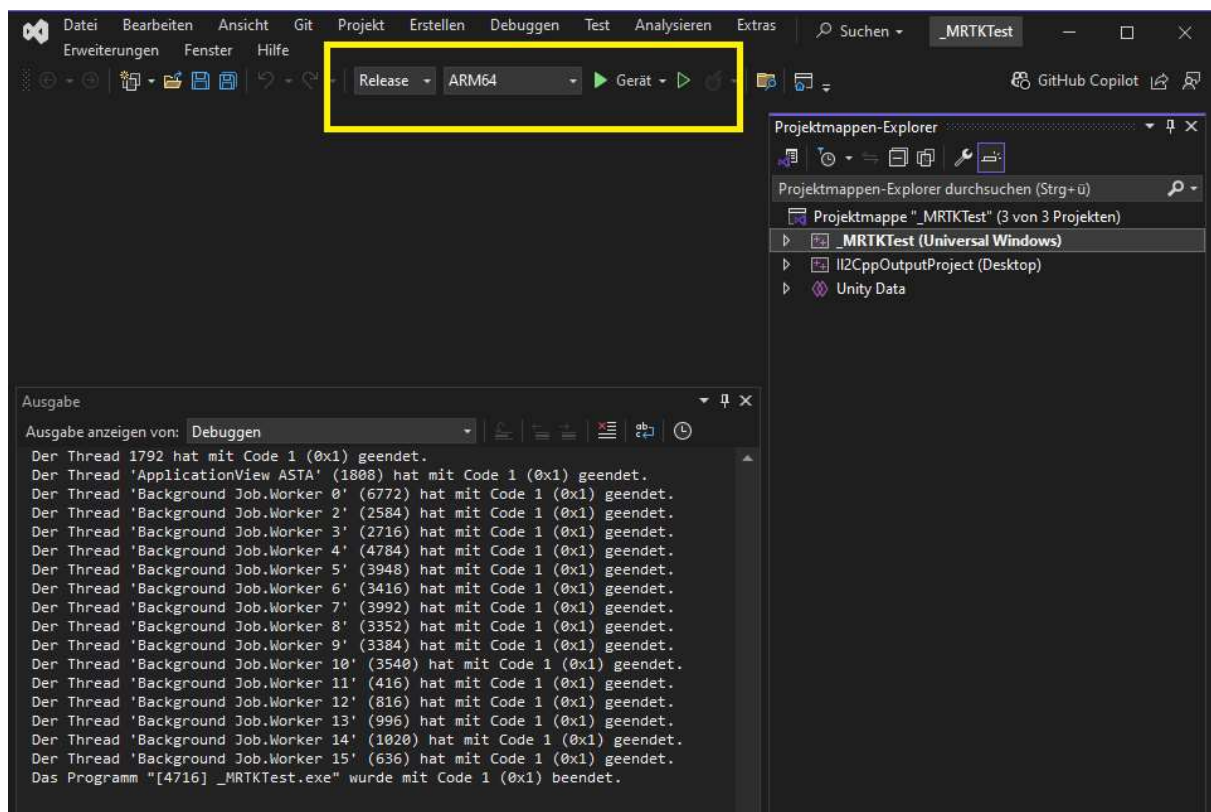 Datei Bearbeiten Ansicht Git Projekt Erstellen Debuggen Test Analysieren Extras Suchen _MRTKTest
Erweiterungen Fenster Hilfe
Release ARM64 Gerät GitHub Copilot
Projektmappen-Explorer
Projektmappen-Explorer durchsuchen (Strg+ü)
Projektmappe "_MRTKTest" (3 von 3 Projekten)
_MRTKTest (Universal Windows)
Il2CppOutputProject (Desktop)
Unity Data
Ausgabe
Ausgabe anzeigen von: Debuggen
Der Thread 1792 hat mit Code 1 (0x1) geendet.
Der Thread 'ApplicationView ASTA' (1808) hat mit Code 1 (0x1) geendet.
Der Thread 'Background Job.Worker 0' (6772) hat mit Code 1 (0x1) geendet.
Der Thread 'Background Job.Worker 2' (2584) hat mit Code 1 (0x1) geendet.
Der Thread 'Background Job.Worker 3' (2716) hat mit Code 1 (0x1) geendet.
Der Thread 'Background Job.Worker 4' (4784) hat mit Code 1 (0x1) geendet.
Der Thread 'Background Job.Worker 5' (3948) hat mit Code 1 (0x1) geendet.
Der Thread 'Background Job.Worker 6' (3416) hat mit Code 1 (0x1) geendet.
Der Thread 'Background Job.Worker 7' (3992) hat mit Code 1 (0x1) geendet.
Der Thread 'Background Job.Worker 8' (3352) hat mit Code 1 (0x1) geendet.
Der Thread 'Background Job.Worker 9' (3384) hat mit Code 1 (0x1) geendet.
Der Thread 'Background Job.Worker 10' (3540) hat mit Code 1 (0x1) geendet.
Der Thread 'Background Job.Worker 11' (416) hat mit Code 1 (0x1) geendet.
Der Thread 'Background Job.Worker 12' (816) hat mit Code 1 (0x1) geendet.
Der Thread 'Background Job.Worker 13' (996) hat mit Code 1 (0x1) geendet.
Der Thread 'Background Job.Worker 14' (1020) hat mit Code 1 (0x1) geendet.
Der Thread 'Background Job.Worker 15' (636) hat mit Code 1 (0x1) geendet.
Das Programm "[4716] _MRTKTest.exe" wurde mit Code 1 (0x1) beendet.